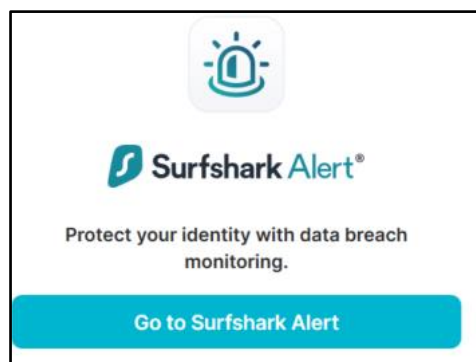 Surfshark Alert®
Protect your identity with data breach
monitoring.
Go to Surfshark Alert